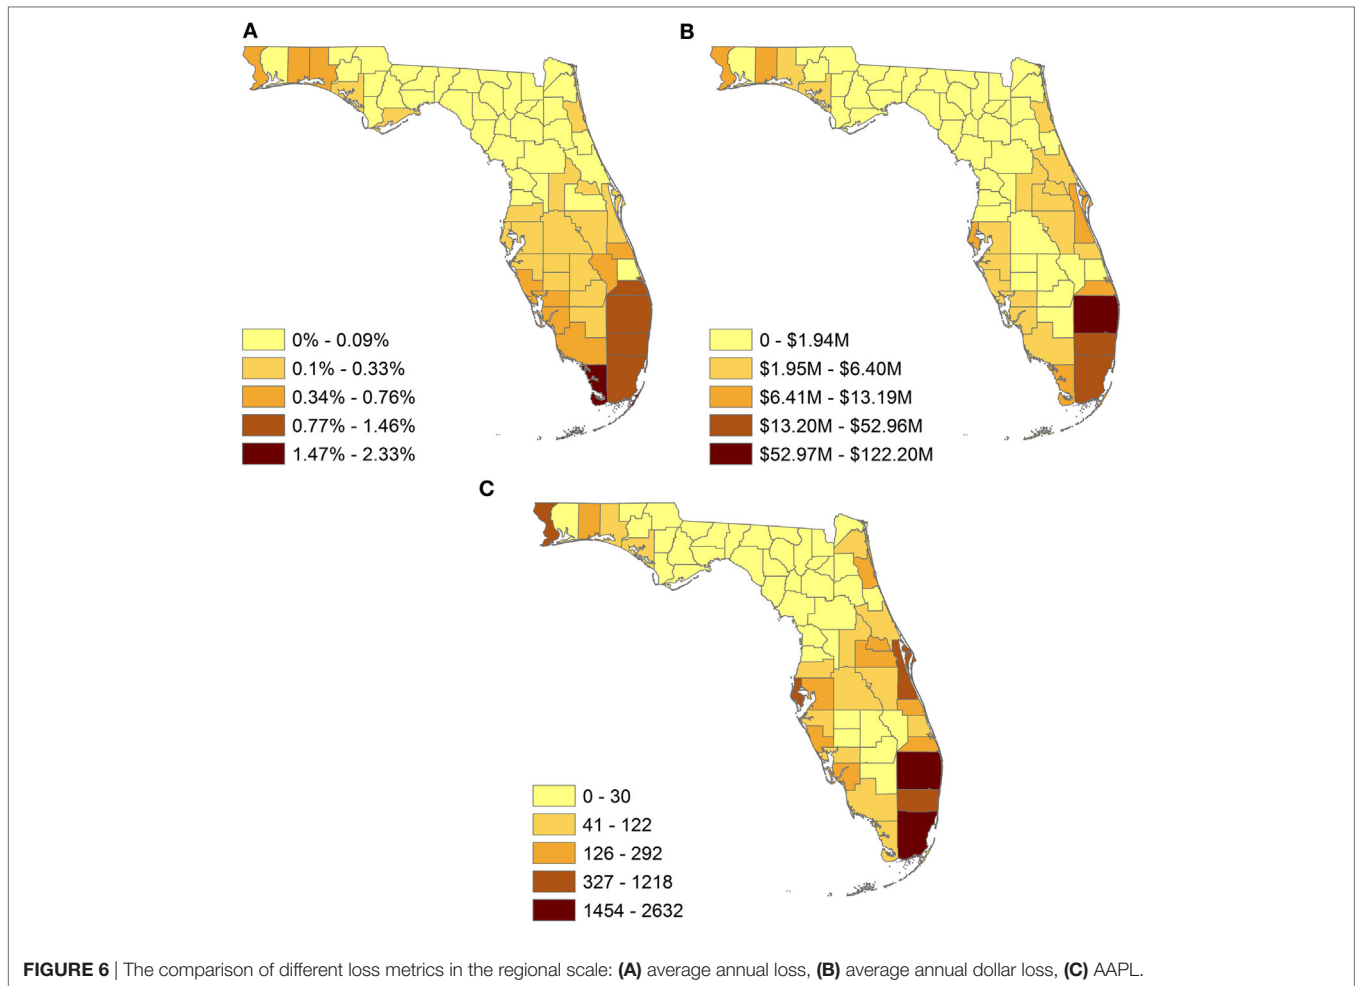 A
0% - 0.09%
0.1% - 0.33%
0.34% - 0.76%
0.77% - 1.46%
1.47% - 2.33%
B
0 - $1.94M
$1.95M - $6.40M
$6.41M - $13.19M
$13.20M - $52.96M
$52.97M - $122.20M
C
0 - 30
41 - 122
126 - 292
327 - 1218
1454 - 2632
FIGURE 6 | The comparison of different loss metrics in the regional scale: (A) average annual loss, (B) average annual dollar loss, (C) AAPL.